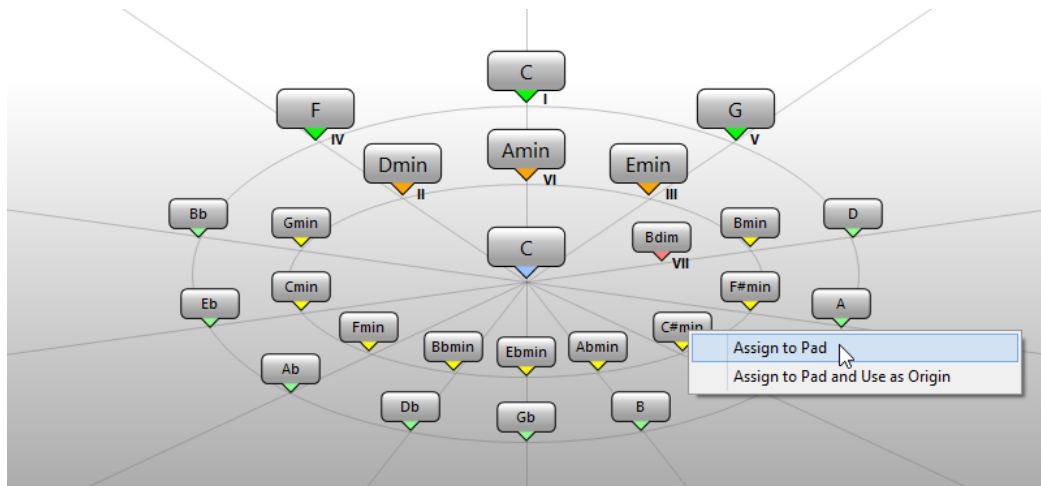 C
I
F
IV
G
V
Amin
VI
Dmin
II
Emin
III
Bb
Gmin
Bdim
VII
Bmin
D
C
Eb
Cmin
F#min
A
Fmin
C#min
Bbmin
Ebmin
Abmin
Assign to Pad
Assign to Pad and Use as Origin
Ab
Db
Gb
B